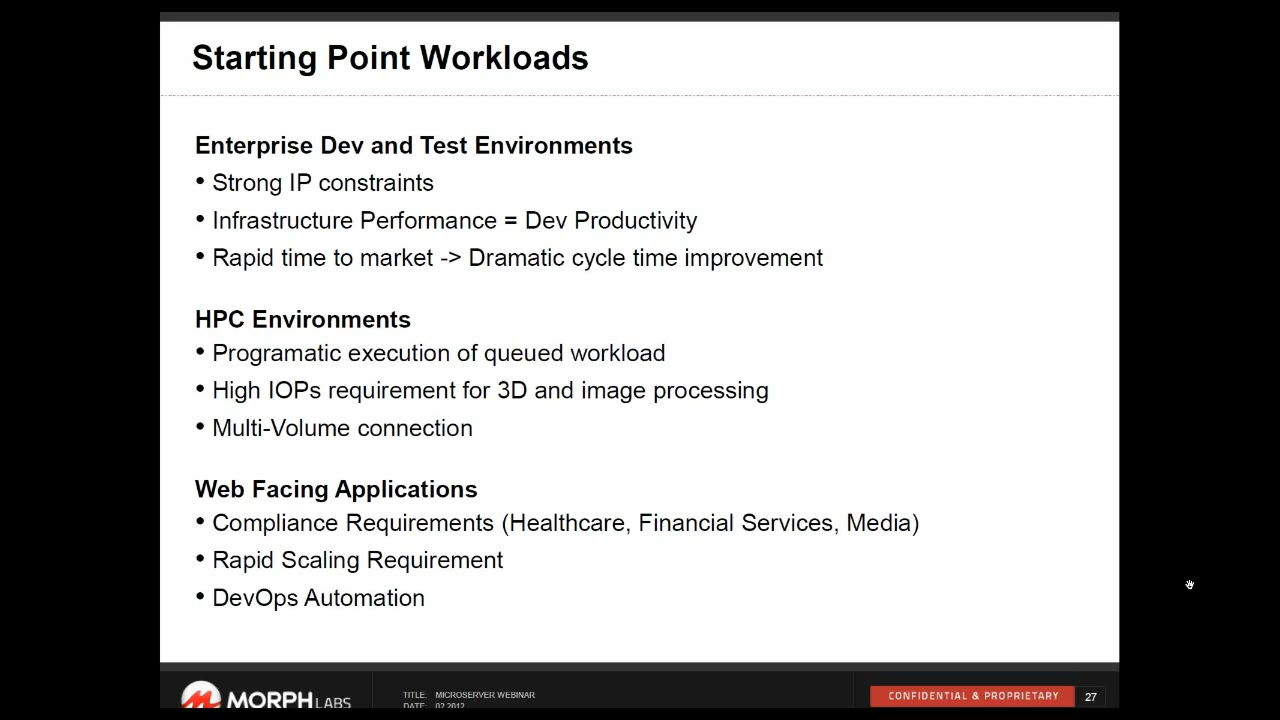 Starting Point Workloads
Enterprise Dev and Test Environments
• Strong IP constraints
• Infrastructure Performance = Dev Productivity
• Rapid time to market -> Dramatic cycle time improvement
HPC Environments
• Programatic execution of queued workload
• High IOPs requirement for 3D and image processing
• Multi-Volume connection
Web Facing Applications
• Compliance Requirements (Healthcare, Financial Services, Media)
• Rapid Scaling Requirement
• DevOps Automation
MORPH LABS
TITLE: MICROSERVER WEBINAR
DATE: 02.2012
CONFIDENTIAL & PROPRIETARY
27